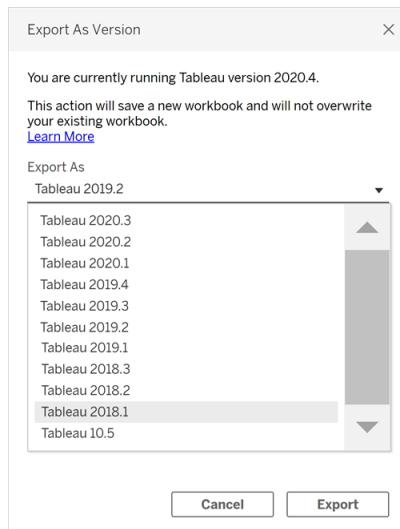 Export As Version
You are currently running Tableau version 2020.4.
This action will save a new workbook and will not overwrite
your existing workbook.
Learn More
Export As
Tableau 2019.2
Tableau 2020.3
Tableau 2020.2
Tableau 2020.1
Tableau 2019.4
Tableau 2019.3
Tableau 2019.2
Tableau 2019.1
Tableau 2018.3
Tableau 2018.2
Tableau 2018.1
Tableau 10.5
Cancel Export